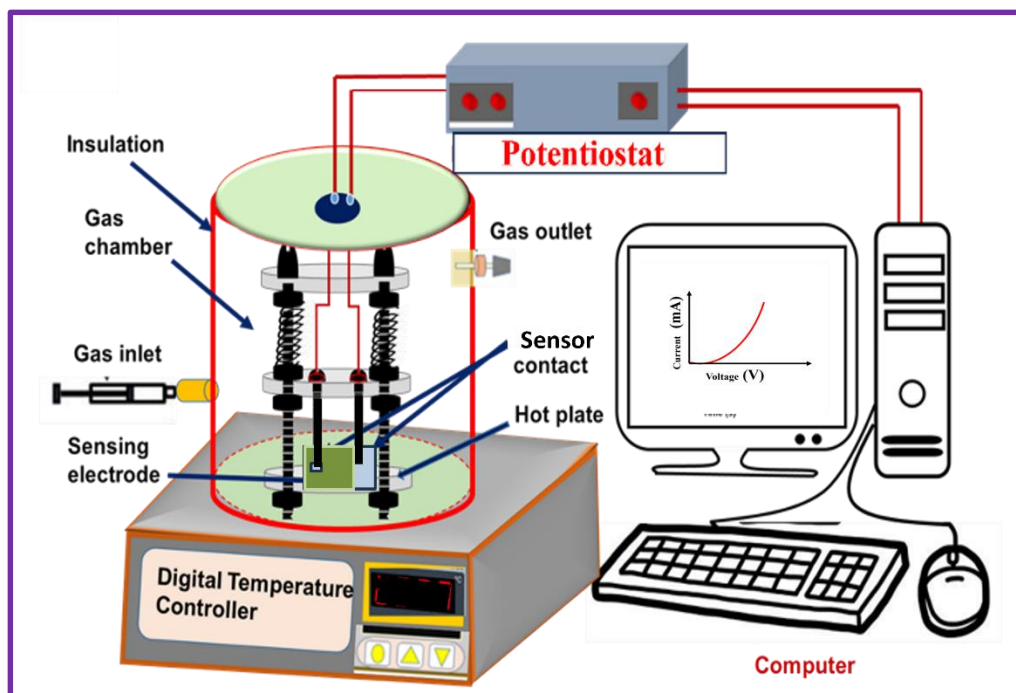 Potentiostat
Insulation
Gas
chamber
Gas outlet
Gas inlet
Sensor
contact
Hot plate
Sensing
electrode
Current (mA)
Voltage (V)
Digital Temperature
Controller
°C
Computer